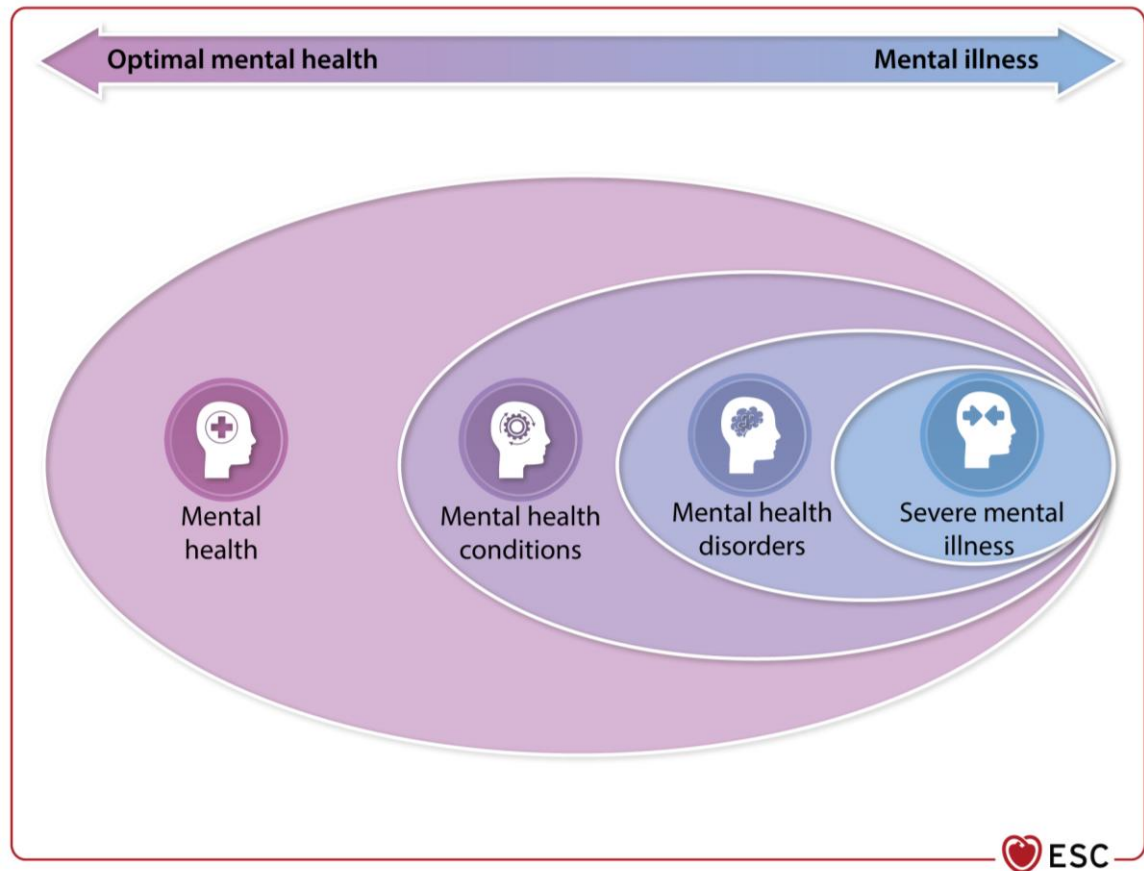 Optimal mental health
Mental illness
Mental
health
Mental health
conditions
Mental health
disorders
Severe mental
illness
ESC